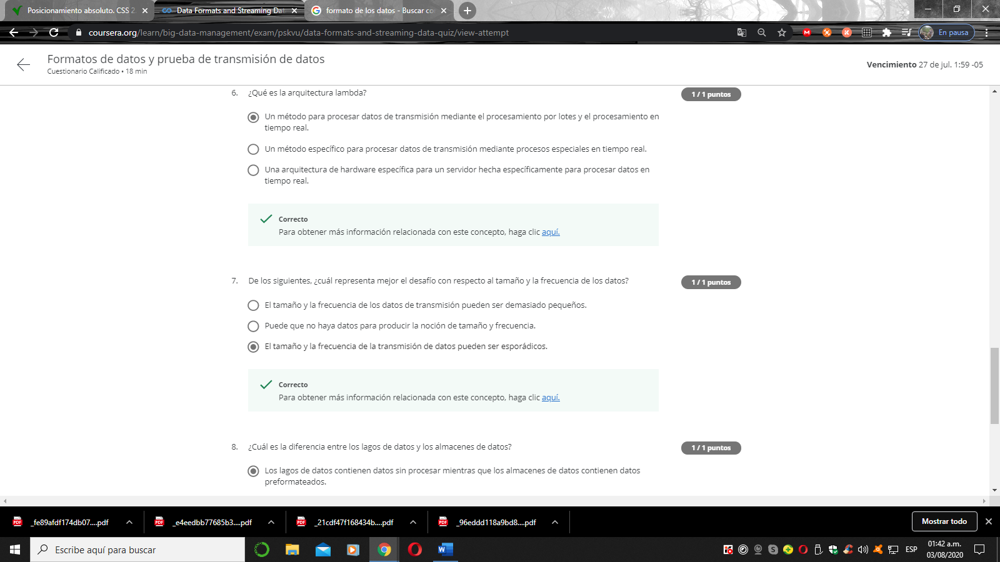 Posicionamiento absoluto. CSS 2
Data Formats and Streaming Dat
formato de los datos - Buscar co
coursera.org/learn/big-data-management/exam/pskvu/data-formats-and-streaming-data-quiz/view-attempt
En pausa
Formatos de datos y prueba de transmisión de datos
Cuestionario Calificado • 18 min
Vencimiento 27 de jul. 1:59 -05
6. ¿Qué es la arquitectura lambda?
1 / 1 puntos
Un método para procesar datos de transmisión mediante el procesamiento por lotes y el procesamiento en
tiempo real.
Un método específico para procesar datos de transmisión mediante procesos especiales en tiempo real.
Una arquitectura de hardware específica para un servidor hecha específicamente para procesar datos en
tiempo real.
Correcto
Para obtener más información relacionada con este concepto, haga clic aquí.
7. De los siguientes, ¿cuál representa mejor el desafío con respecto al tamaño y la frecuencia de los datos?
1 / 1 puntos
El tamaño y la frecuencia de los datos de transmisión pueden ser demasiado pequeños.
Puede que no haya datos para producir la noción de tamaño y frecuencia.
El tamaño y la frecuencia de la transmisión de datos pueden ser esporádicos.
Correcto
Para obtener más información relacionada con este concepto, haga clic aquí.
8. ¿Cuál es la diferencia entre los lagos de datos y los almacenes de datos?
1 / 1 puntos
Los lagos de datos contienen datos sin procesar mientras que los almacenes de datos contienen datos
preformateados.
_fe89afdf174db07....pdf
_e4eedbb77685b3....pdf
_21cdf47f168434b....pdf
_96eddd118a9bd8....pdf
Mostrar todo
Escribe aquí para buscar
ESP
01:42 a.m.
03/08/2020